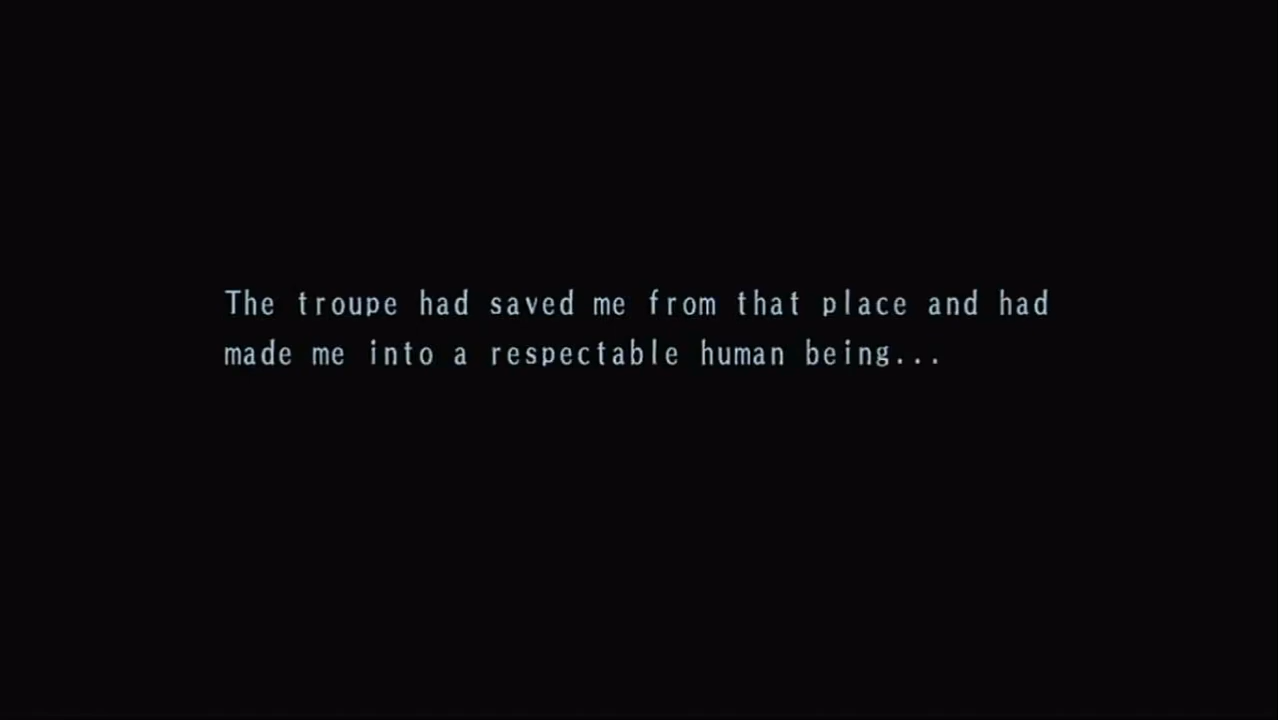 The troupe had saved me from that place and had
made me into a respectable human being...